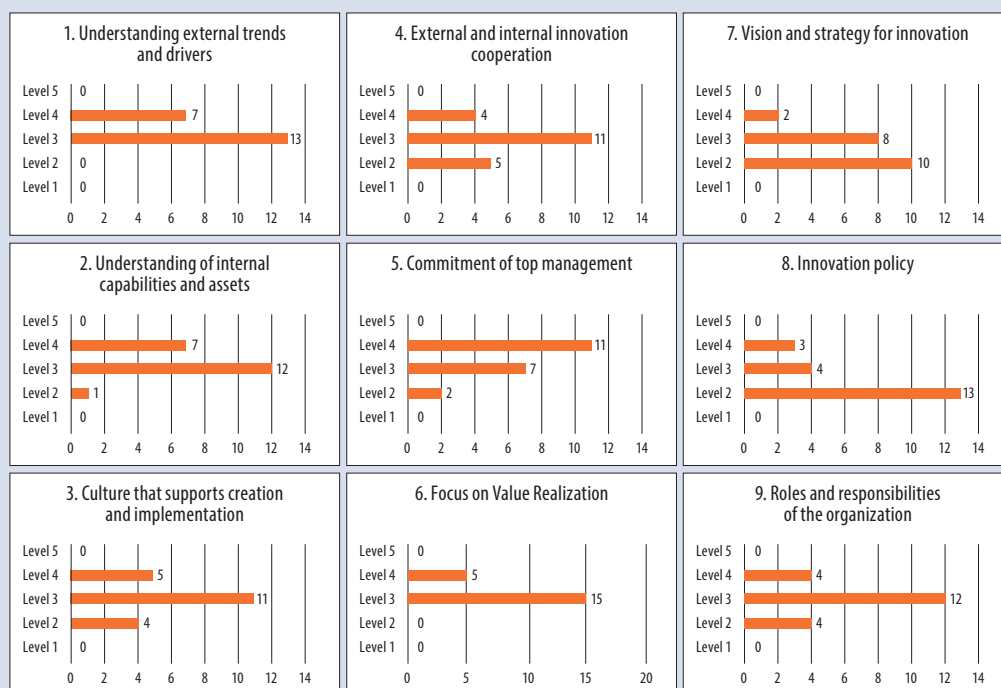 1. Understanding external trends
and drivers
Level 5 0
Level 4 7
Level 3 13
Level 2 0
Level 1 0
0 2 4 6 8 10 12 14
4. External and internal innovation
cooperation
Level 5 0
Level 4 4
Level 3 11
Level 2 5
Level 1 0
0 2 4 6 8 10 12 14
7. Vision and strategy for innovation
Level 5 0
Level 4 2
Level 3 8
Level 2 10
Level 1 0
0 2 4 6 8 10 12 14
2. Understanding of internal
capabilities and assets
Level 5 0
Level 4 7
Level 3 12
Level 2 1
Level 1 0
0 2 4 6 8 10 12 14
5. Commitment of top management
Level 5 0
Level 4 11
Level 3 7
Level 2 2
Level 1 0
0 2 4 6 8 10 12 14
8. Innovation policy
Level 5 0
Level 4 3
Level 3 4
Level 2 13
Level 1 0
0 2 4 6 8 10 12 14
3. Culture that supports creation
and implementation
Level 5 0
Level 4 5
Level 3 11
Level 2 4
Level 1 0
0 2 4 6 8 10 12 14
6. Focus on Value Realization
Level 5 0
Level 4 5
Level 3 15
Level 2 0
Level 1 0
0 5 10 15 20
9. Roles and responsibilities
of the organization
Level 5 0
Level 4 4
Level 3 12
Level 2 4
Level 1 0
0 2 4 6 8 10 12 14